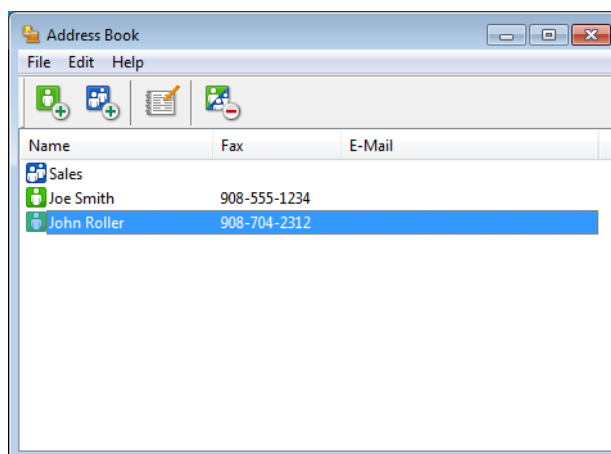 Address Book
File Edit Help
Name Fax E-Mail
Sales
Joe Smith 908-555-1234
John Roller 908-704-2312